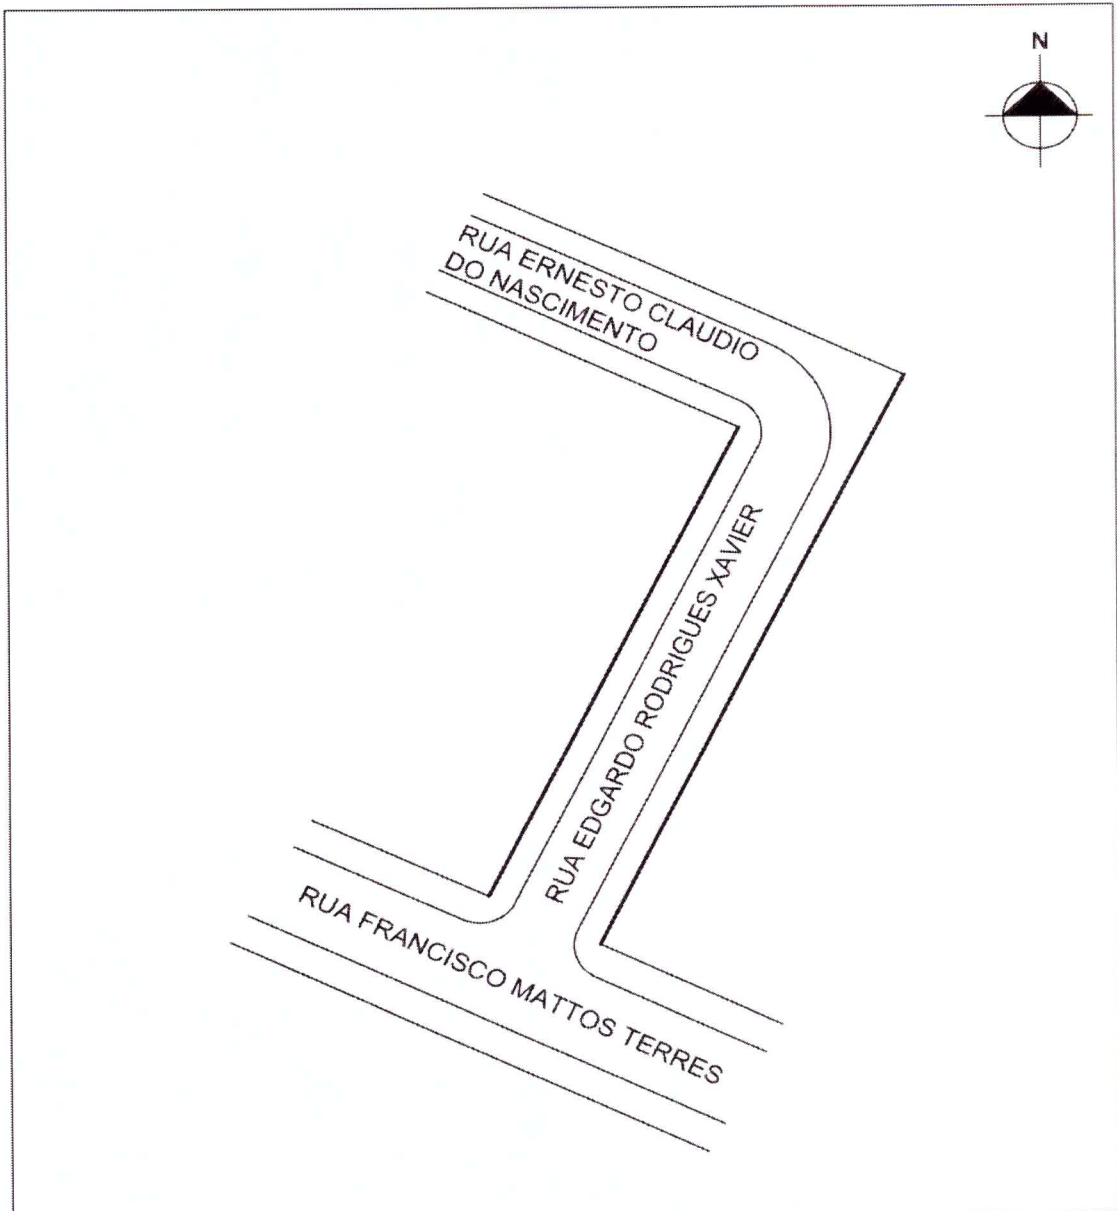 N
RUA ERNESTO CLAUDIO
DO NASCIMENTO
RUA EDGARDO RODRIGUES XAVIER
RUA FRANCISCO MATTOS TERRES